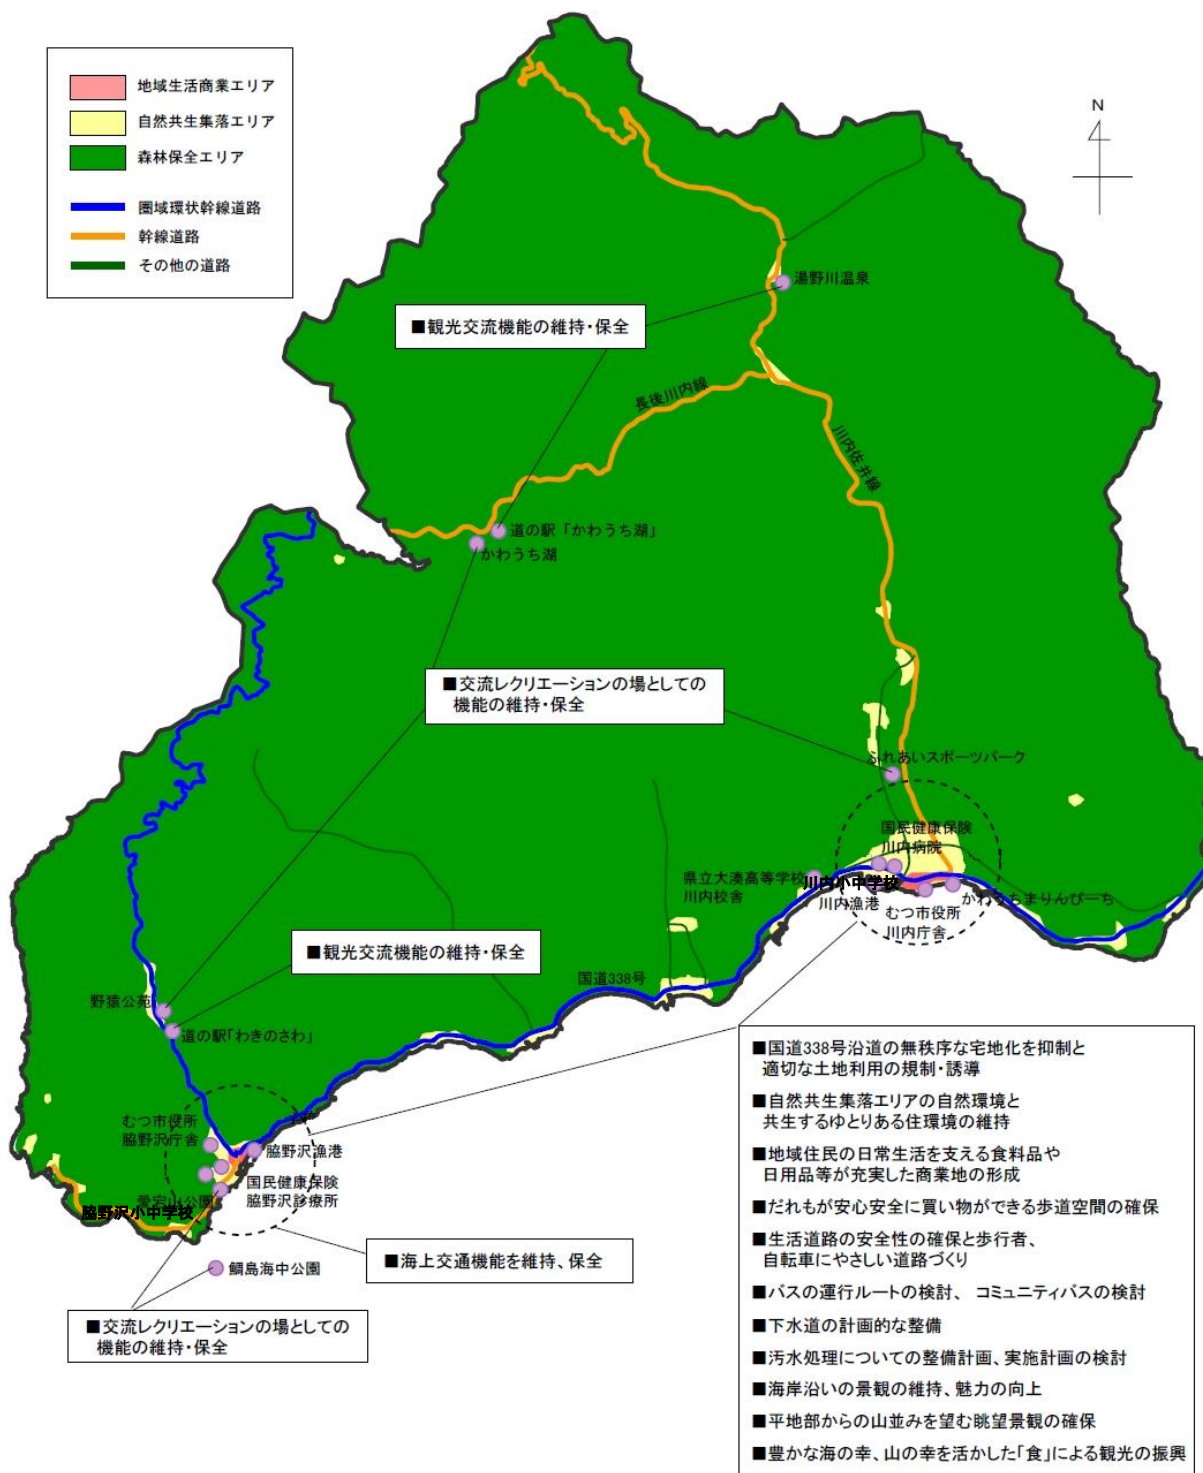 地域生活商業エリア
自然共生集落エリア
森林保全エリア
圏域環状幹線道路
幹線道路
その他の道路
N
湯野川温泉
■観光交流機能の維持・保全
長後川内線
川内佐井線
道の駅「かわうち湖」
かわうち湖
■交流レクリエーションの場としての
機能の維持・保全
ふれあいスポーツパーク
国民健康保険
川内病院
県立大湊高等学校
川内校舎
川内小中学校
川内漁港
むつ市役所
川内庁舎
かわうちまりんびーち
■観光交流機能の維持・保全
国道338号
野猿公苑
道の駅「わきのさわ」
むつ市役所
脇野沢庁舎
脇野沢漁港
国民健康保険
脇野沢診療所
愛宕山公園
脇野沢小中学校
■海上交通機能を維持、保全
鯛島海中公園
■交流レクリエーションの場としての
機能の維持・保全
■国道338号沿道の無秩序な宅地化を抑制と
適切な土地利用の規制・誘導
■自然共生集落エリアの自然環境と
共生するゆとりある住環境の維持
■地域住民の日常生活を支える食料品や
日用品等が充実した商業地の形成
■だれもが安心安全に買い物ができる歩道空間の確保
■生活道路の安全性の確保と歩行者、
自転車にやさしい道路づくり
■バスの運行ルートの検討、 コミュニティバスの検討
■下水道の計画的な整備
■汚水処理についての整備計画、実施計画の検討
■海岸沿いの景観の維持、魅力の向上
■平地部からの山並みを望む眺望景観の確保
■豊かな海の幸、山の幸を活かした「食」による観光の振興